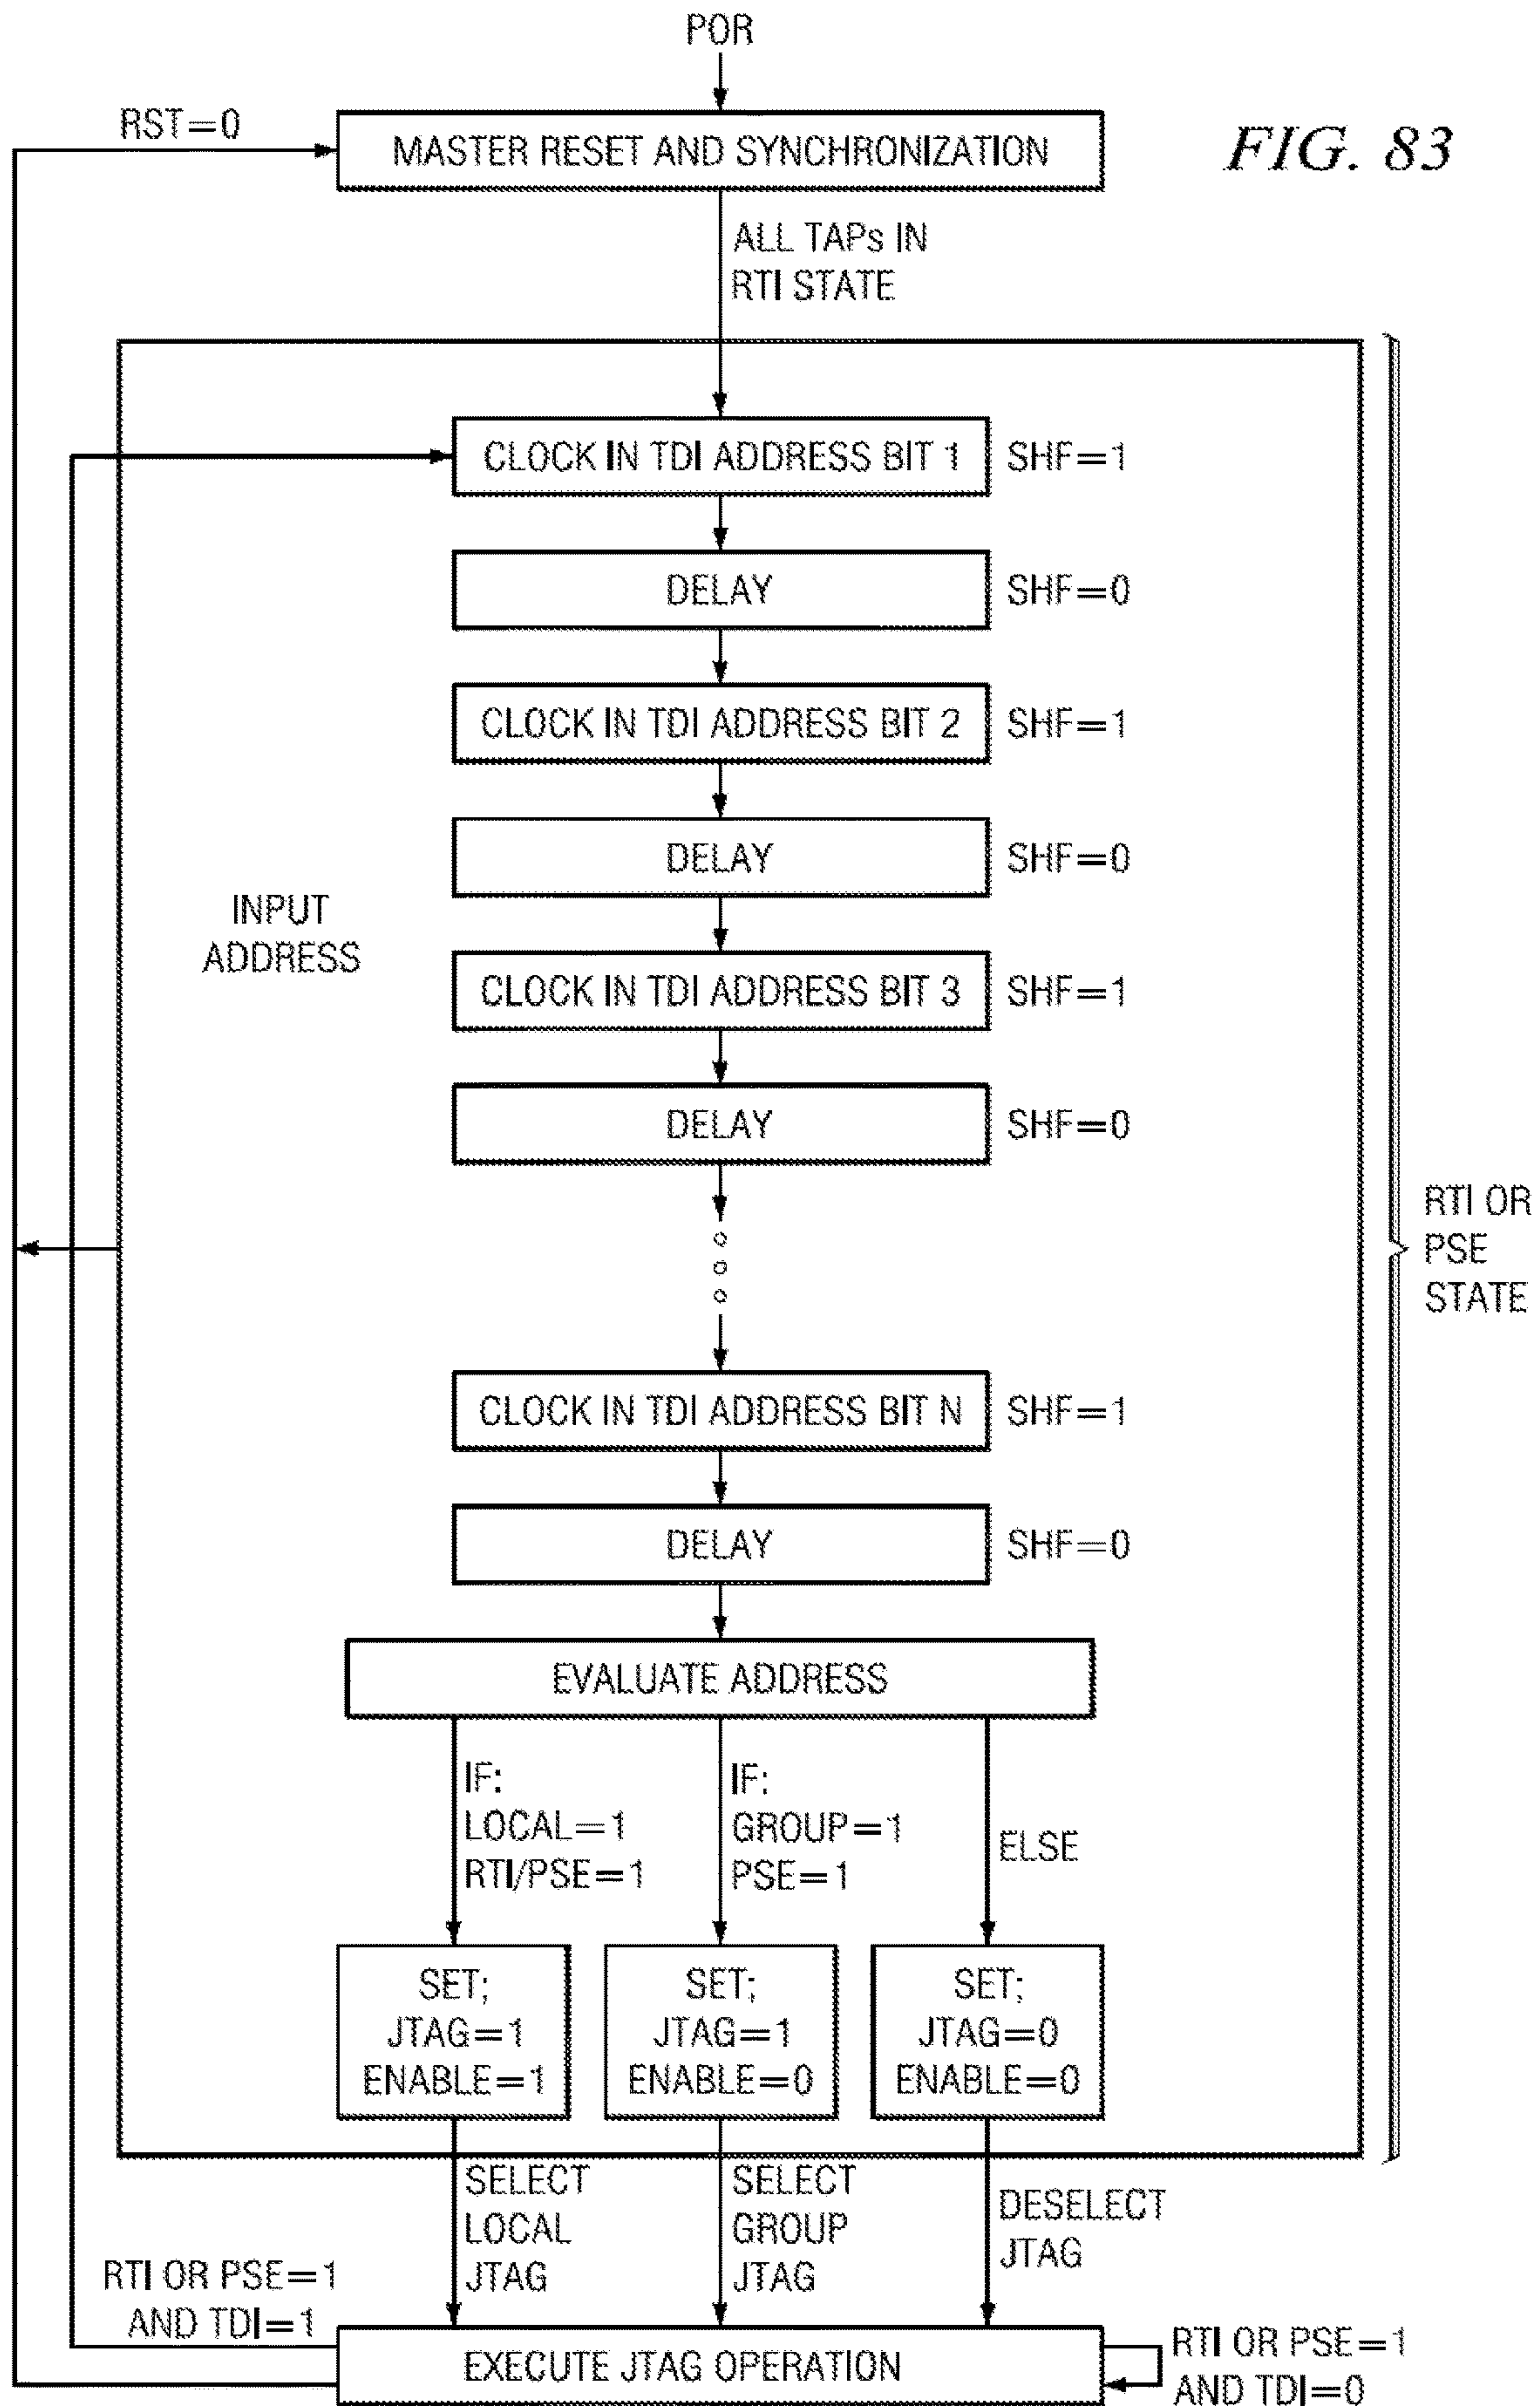 POR
RST=0
MASTER RESET AND SYNCHRONIZATION
FIG. 83
ALL TAPs IN
RTI STATE
CLOCK IN TDI ADDRESS BIT 1
SHF=1
DELAY
SHF=0
CLOCK IN TDI ADDRESS BIT 2
SHF=1
DELAY
SHF=0
INPUT
ADDRESS
CLOCK IN TDI ADDRESS BIT 3
SHF=1
DELAY
SHF=0
RTI OR
PSE
STATE
CLOCK IN TDI ADDRESS BIT N
SHF=1
DELAY
SHF=0
EVALUATE ADDRESS
IF:
LOCAL=1
RTI/PSE=1
IF:
GROUP=1
PSE=1
ELSE
SET;
JTAG=1
ENABLE=1
SET;
JTAG=1
ENABLE=0
SET;
JTAG=0
ENABLE=0
SELECT
LOCAL
JTAG
SELECT
GROUP
JTAG
DESELECT
JTAG
RTI OR PSE=1
AND TDI=1
EXECUTE JTAG OPERATION
RTI OR PSE=1
AND TDI=0